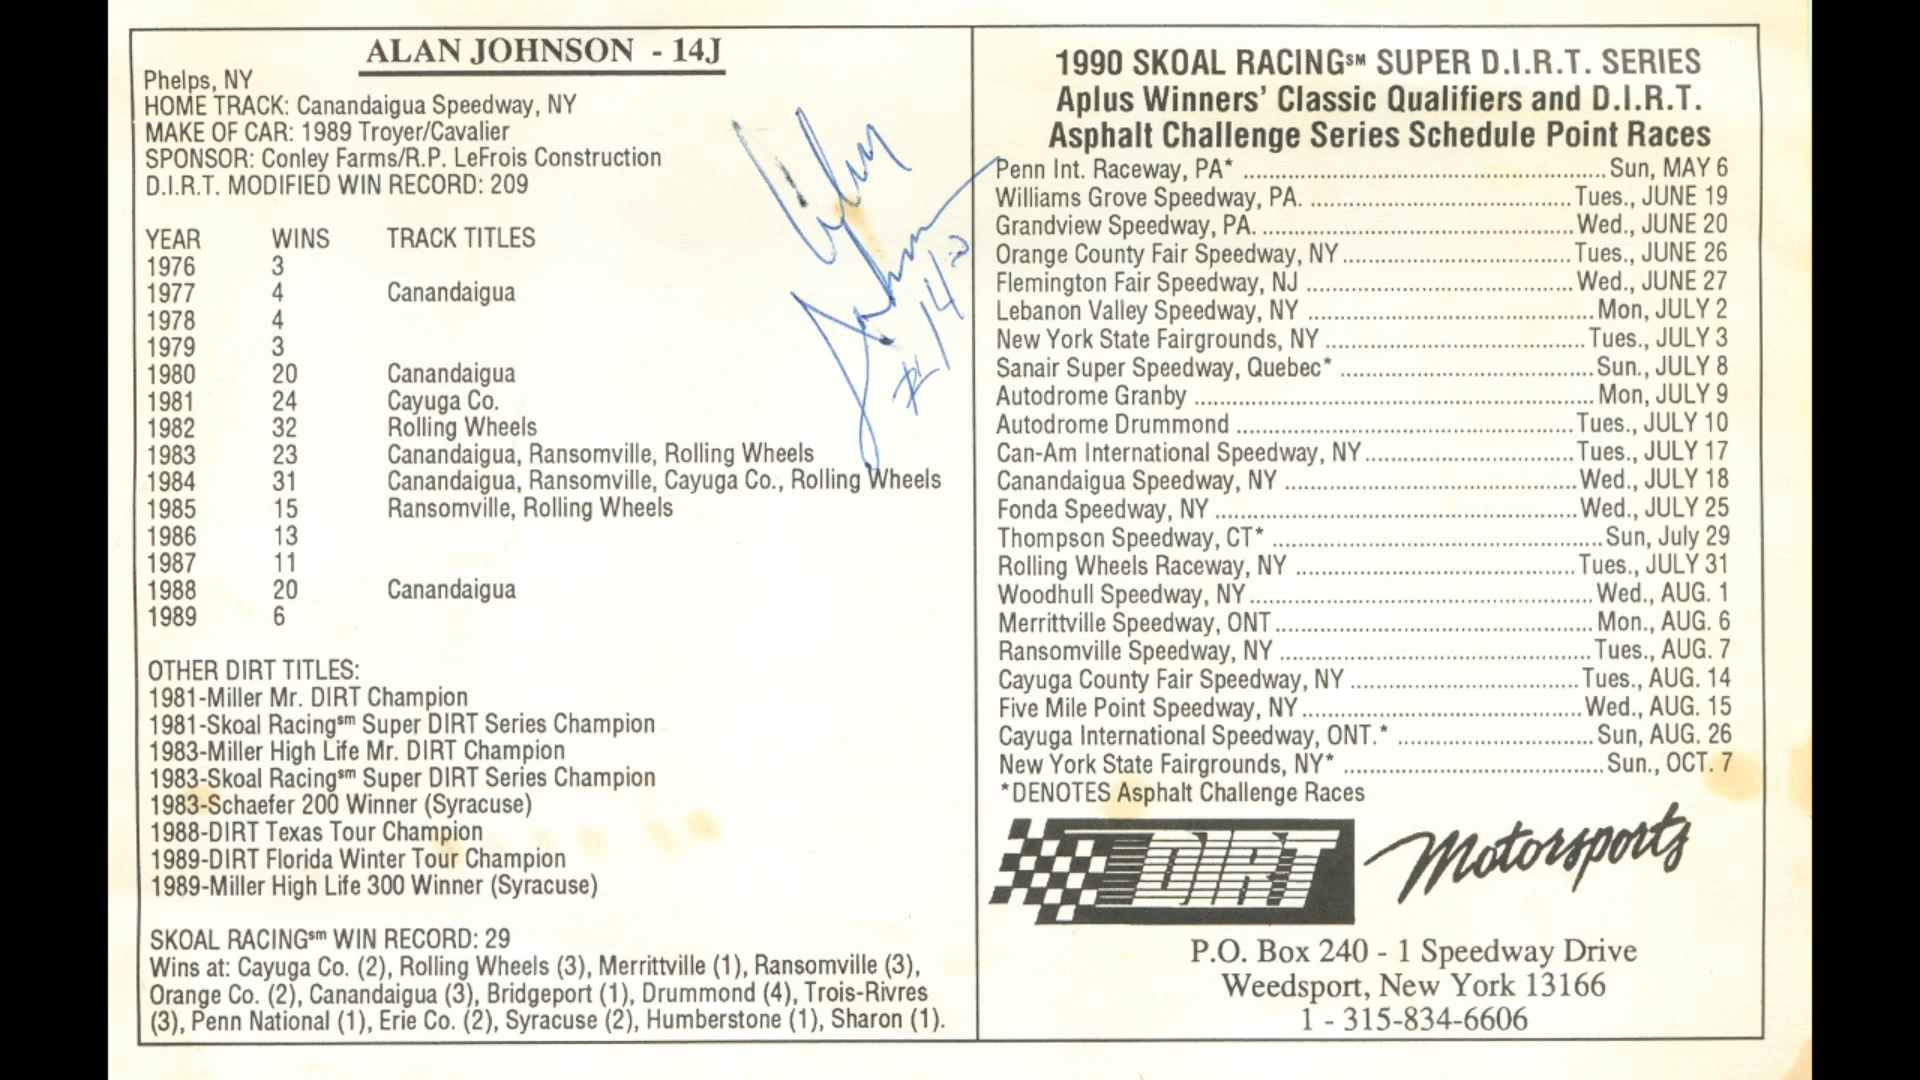 ALAN JOHNSON - 14J
Phelps, NY
HOME TRACK: Canandaigua Speedway, NY
MAKE OF CAR: 1989 Troyer/Cavalier
SPONSOR: Conley Farms/R.P. LeFrois Construction
D.I.R.T. MODIFIED WIN RECORD: 209
YEAR WINS TRACK TITLES
1976 3
1977 4 Canandaigua
1978 4
1979 3
1980 20 Canandaigua
1981 24 Cayuga Co.
1982 32 Rolling Wheels
1983 23 Canandaigua, Ransomville, Rolling Wheels
1984 31 Canandaigua, Ransomville, Cayuga Co., Rolling Wheels
1985 15 Ransomville, Rolling Wheels
1986 13
1987 11
1988 20 Canandaigua
1989 6
OTHER DIRT TITLES:
1981-Miller Mr. DIRT Champion
1981-Skoal Racing℠ Super DIRT Series Champion
1983-Miller High Life Mr. DIRT Champion
1983-Skoal Racing℠ Super DIRT Series Champion
1983-Schaefer 200 Winner (Syracuse)
1988-DIRT Texas Tour Champion
1989-DIRT Florida Winter Tour Champion
1989-Miller High Life 300 Winner (Syracuse)
SKOAL RACING℠ WIN RECORD: 29
Wins at: Cayuga Co. (2), Rolling Wheels (3), Merrittville (1), Ransomville (3),
Orange Co. (2), Canandaigua (3), Bridgeport (1), Drummond (4), Trois-Rivres
(3), Penn National (1), Erie Co. (2), Syracuse (2), Humberstone (1), Sharon (1).
Johnson
1990 SKOAL RACING℠ SUPER D.I.R.T. SERIES
Aplus Winners' Classic Qualifiers and D.I.R.T.
Asphalt Challenge Series Schedule Point Races
Penn Int. Raceway, PA* Sun, MAY 6
Williams Grove Speedway, PA. Tues., JUNE 19
Grandview Speedway, PA. Wed., JUNE 20
Orange County Fair Speedway, NY Tues., JUNE 26
Flemington Fair Speedway, NJ Wed., JUNE 27
Lebanon Valley Speedway, NY Mon, JULY 2
New York State Fairgrounds, NY Tues., JULY 3
Sanair Super Speedway, Quebec* Sun., JULY 8
Autodrome Granby Mon, JULY 9
Autodrome Drummond Tues., JULY 10
Can-Am International Speedway, NY Tues., JULY 17
Canandaigua Speedway, NY Wed., JULY 18
Fonda Speedway, NY Wed., JULY 25
Thompson Speedway, CT* Sun, July 29
Rolling Wheels Raceway, NY Tues., JULY 31
Woodhull Speedway, NY Wed., AUG. 1
Merrittville Speedway, ONT Mon., AUG. 6
Ransomville Speedway, NY Tues., AUG. 7
Cayuga County Fair Speedway, NY Tues., AUG. 14
Five Mile Point Speedway, NY Wed., AUG. 15
Cayuga International Speedway, ONT.* Sun, AUG. 26
New York State Fairgrounds, NY* Sun., OCT. 7
*DENOTES Asphalt Challenge Races
DIRT Motorsports
P.O. Box 240 - 1 Speedway Drive
Weedsport, New York 13166
1 - 315-834-6606